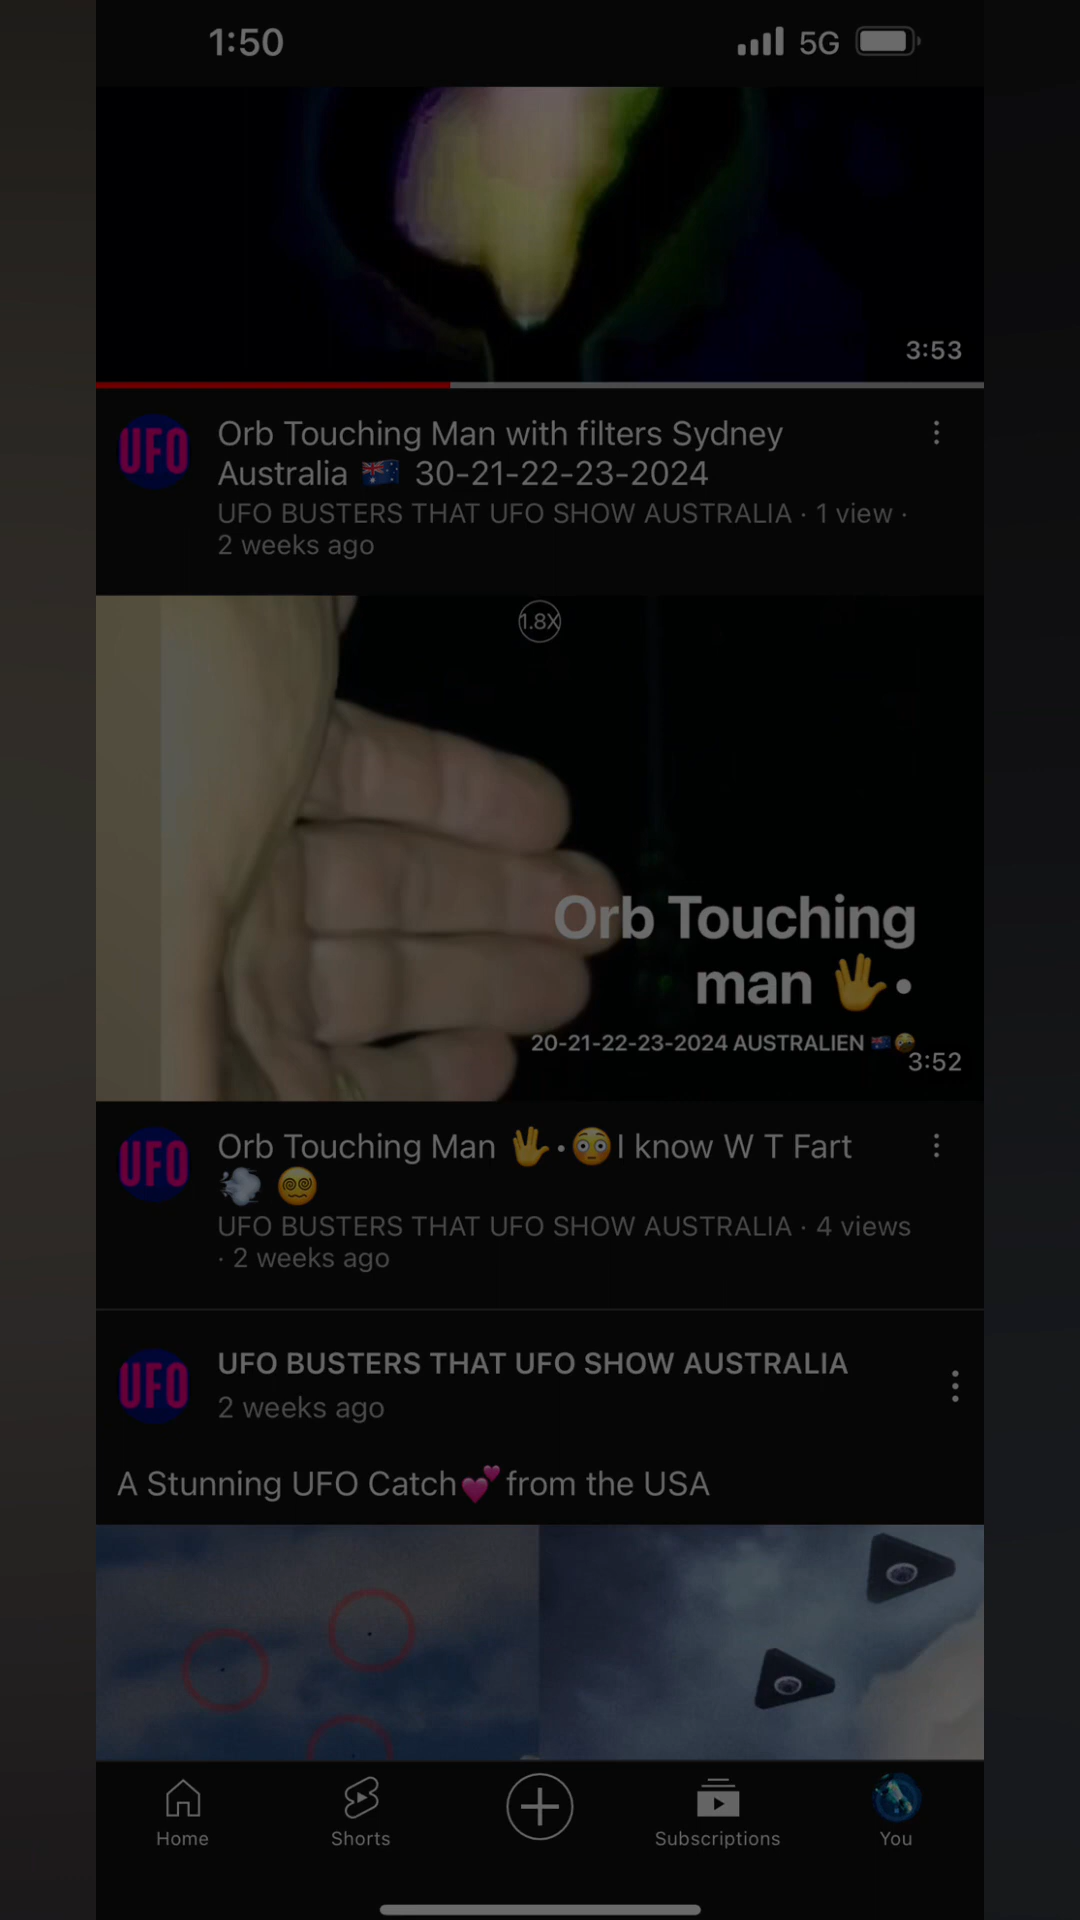 1:50
5G
3:53
UFO
Orb Touching Man with filters Sydney
Australia 🇦🇺 30-21-22-23-2024
UFO BUSTERS THAT UFO SHOW AUSTRALIA · 1 view ·
2 weeks ago
1.8X
Orb Touching
man 🖖•
20-21-22-23-2024 AUSTRALIEN 🇦🇺🤪
3:52
UFO
Orb Touching Man 🖖•😳I know W T Fart
💨 😵‍💫
UFO BUSTERS THAT UFO SHOW AUSTRALIA · 4 views
· 2 weeks ago
UFO
UFO BUSTERS THAT UFO SHOW AUSTRALIA
2 weeks ago
A Stunning UFO Catch💕from the USA
Home
Shorts
Subscriptions
You